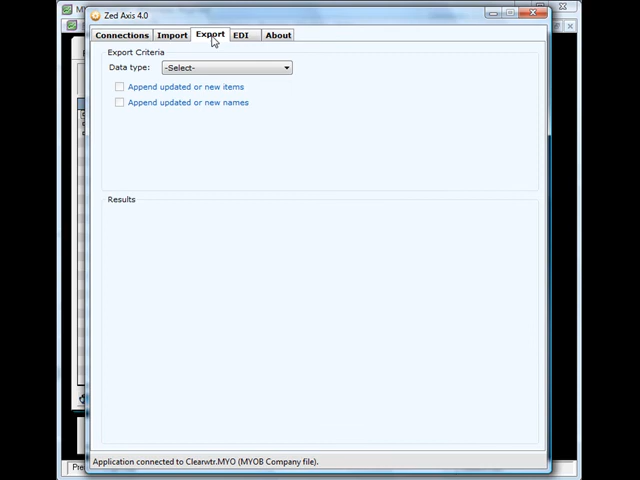 Zed Axis 4.0
Connections Import Export EDI About
Export Criteria
Data type: -Select-
Append updated or new items
Append updated or new names
Results
Application connected to Clearwtr.MYO (MYOB Company file).